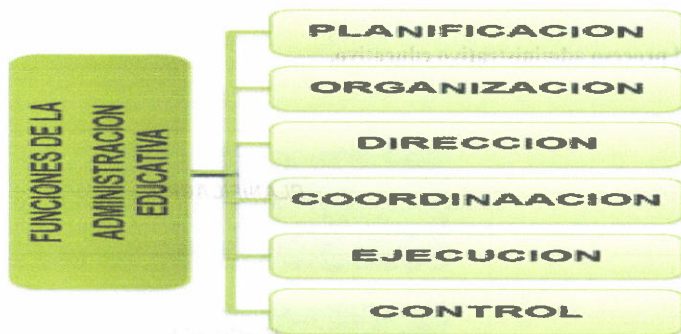 FUNCIONES DE LA
ADMINISTRACION
EDUCATIVA
PLANIFICACION
ORGANIZACION
DIRECCION
COORDINAACION
EJECUCION
CONTROL